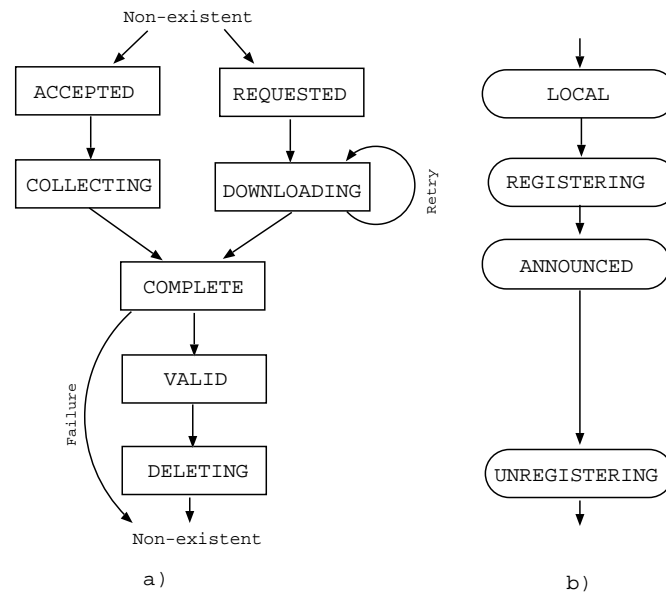 Non-existent
ACCEPTED
REQUESTED
COLLECTING
DOWNLOADING
Retry
COMPLETE
VALID
Failure
DELETING
Non-existent
a)
LOCAL
REGISTERING
ANNOUNCED
UNREGISTERING
b)